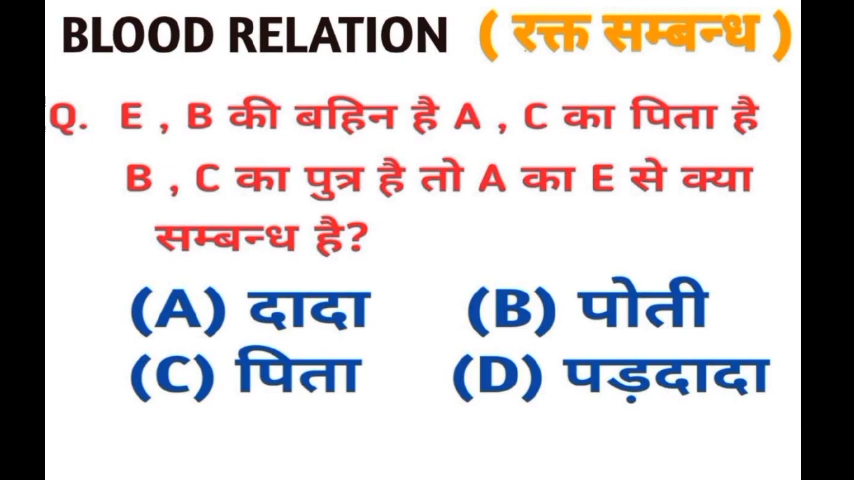 BLOOD RELATION ( रक्त सम्बन्ध )
Q. E , B की बहिन है A , C का पिता है
B , C का पुत्र है तो A का E से क्या
सम्बन्ध है?
(A) दादा (B) पोती
(C) पिता (D) पड़दादा